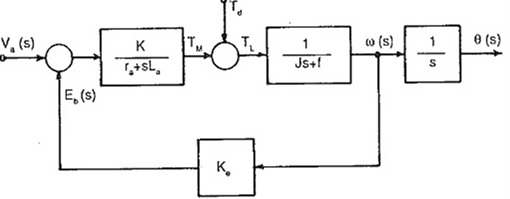 T_d
V_a (s)
K
r_a+sL_a
T_M
T_L
1
Js+f
ω (s)
1
s
θ (s)
E_b (s)
K_e